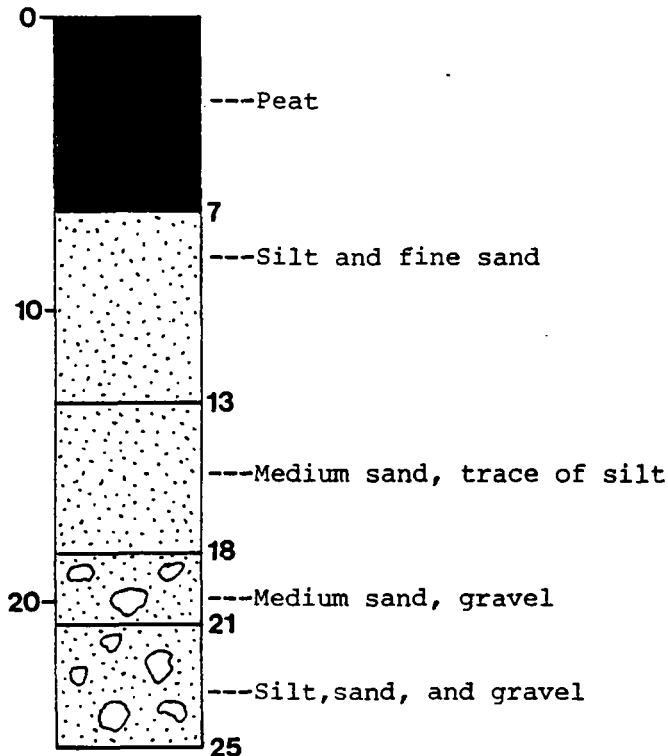 0-
---Peat
7
---Silt and fine sand
10-
13
---Medium sand, trace of silt
18
20-
---Medium sand, gravel
21
---Silt,sand, and gravel
25